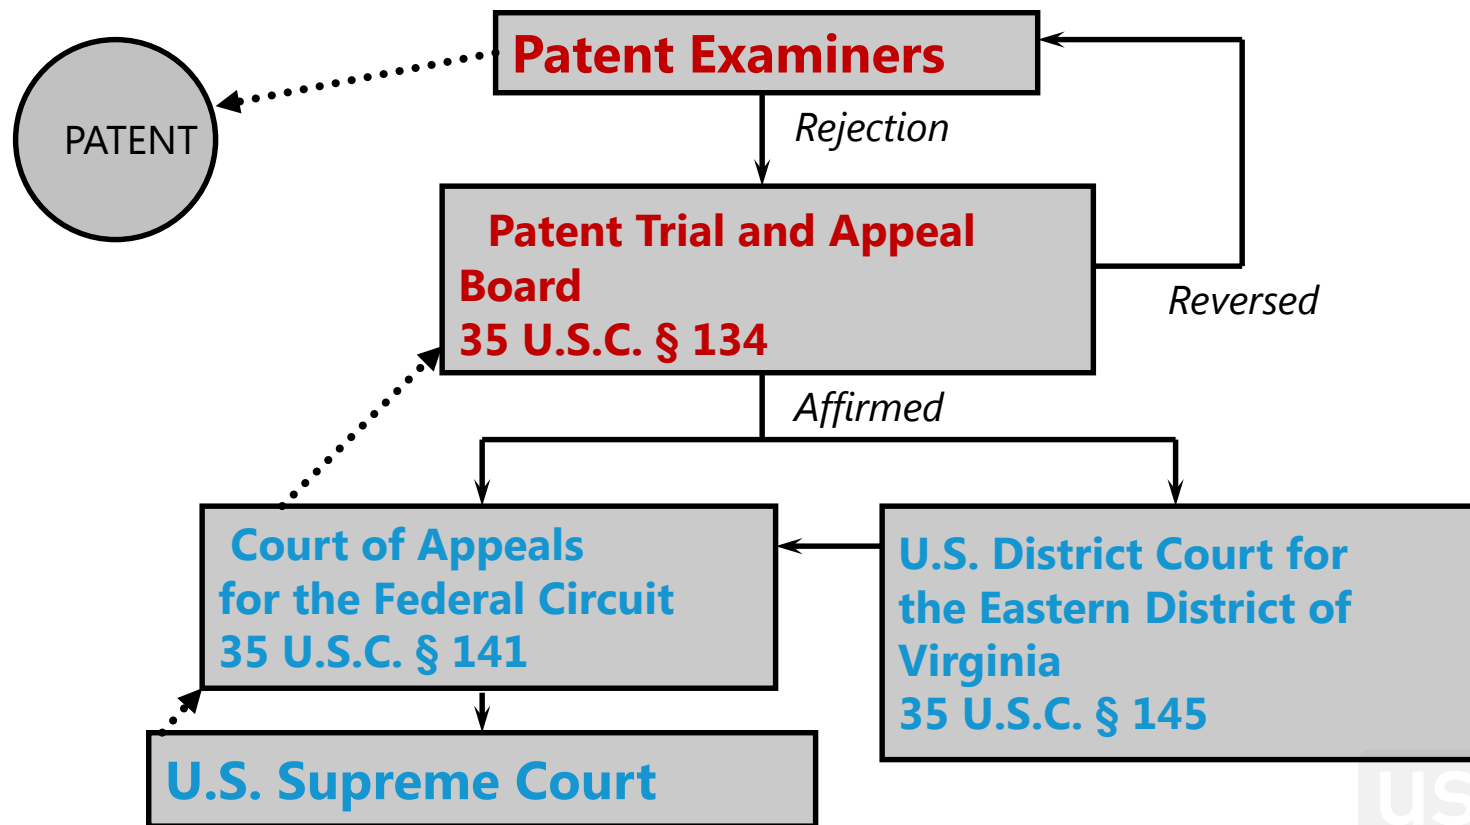 Patent Examiners
PATENT
Rejection
Patent Trial and Appeal
Board
35 U.S.C. § 134
Reversed
Affirmed
Court of Appeals
for the Federal Circuit
35 U.S.C. § 141
U.S. District Court for
the Eastern District of
Virginia
35 U.S.C. § 145
U.S. Supreme Court
us